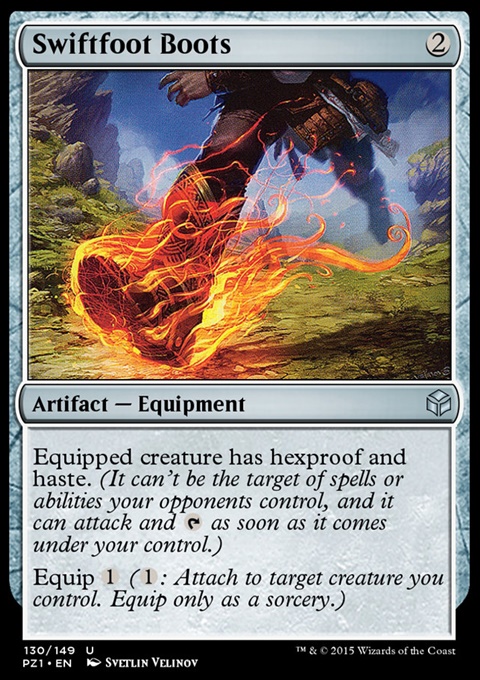 Swiftfoot Boots 2
Artifact — Equipment
Equipped creature has hexproof and
haste. (It can't be the target of spells or
abilities your opponents control, and it
can attack and as soon as it comes
under your control.)
Equip 1 (1: Attach to target creature you
control. Equip only as a sorcery.)
130/149 U
PZ1 • EN Svetlin Velinov
™ & © 2015 Wizards of the Coast